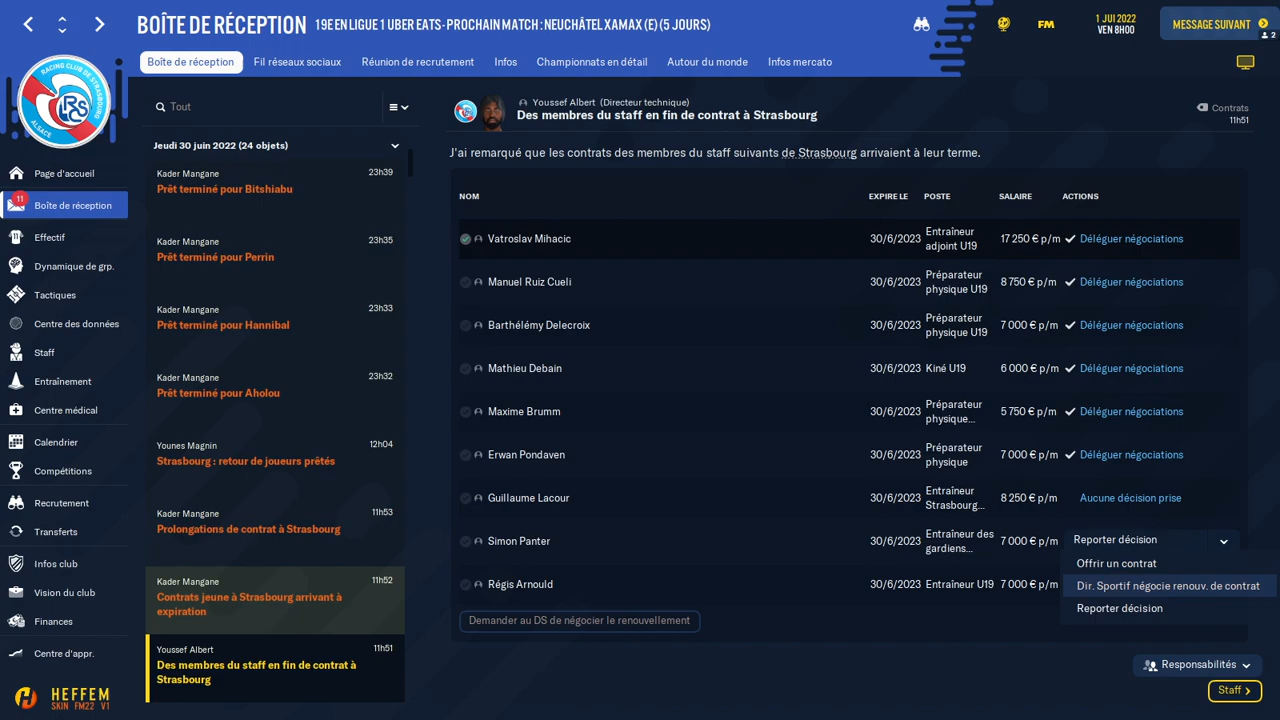 BOÎTE DE RÉCEPTION
19E EN LIGUE 1 UBER EATS - PROCHAIN MATCH : NEUCHÂTEL XAMAX (E) (5 JOURS)
FM
1 JUI 2022
VEN 8H00
MESSAGE SUIVANT
2
Boîte de réception
Fil réseaux sociaux
Réunion de recrutement
Infos
Championnats en détail
Autour du monde
Infos mercato
RACING CLUB DE STRASBOURG
RCS
ALSACE
Page d'accueil
11
Boîte de réception
Effectif
Dynamique de grp.
Tactiques
Centre des données
Staff
Entraînement
Centre médical
Calendrier
Compétitions
Recrutement
Transferts
Infos club
Vision du club
Finances
Centre d'appr.
HEFFEM
SKIN FM22 V1
Tout
Jeudi 30 juin 2022 (24 objets)
Kader Mangane 23h39
Prêt terminé pour Bitshiabu
Kader Mangane 23h35
Prêt terminé pour Perrin
Kader Mangane 23h33
Prêt terminé pour Hannibal
Kader Mangane 23h32
Prêt terminé pour Aholou
Younes Magnin 12h04
Strasbourg : retour de joueurs prêtés
Kader Mangane 11h53
Prolongations de contrat à Strasbourg
Kader Mangane 11h52
Contrats jeune à Strasbourg arrivant à
expiration
Youssef Albert 11h51
Des membres du staff en fin de contrat à
Strasbourg
Youssef Albert (Directeur technique)
Des membres du staff en fin de contrat à Strasbourg
Contrats
11h51
J'ai remarqué que les contrats des membres du staff suivants de Strasbourg arrivaient à leur terme.
NOM EXPIRE LE POSTE SALAIRE ACTIONS
Vatroslav Mihacic 30/6/2023 Entraîneur adjoint U19 17 250 € p/m Déléguer négociations
Manuel Ruiz Cueli 30/6/2023 Préparateur physique U19 8 750 € p/m Déléguer négociations
Barthélémy Delecroix 30/6/2023 Préparateur physique U19 7 000 € p/m Déléguer négociations
Mathieu Debain 30/6/2023 Kiné U19 6 000 € p/m Déléguer négociations
Maxime Brumm 30/6/2023 Préparateur physique... 5 750 € p/m Déléguer négociations
Erwan Pondaven 30/6/2023 Préparateur physique 7 000 € p/m Déléguer négociations
Guillaume Lacour 30/6/2023 Entraîneur Strasbourg... 8 250 € p/m Aucune décision prise
Simon Panter 30/6/2023 Entraîneur des gardiens... 7 000 € p/m Reporter décision
Offrir un contrat
Régis Arnould 30/6/2023 Entraîneur U19 7 000 € p/m Dir. Sportif négocie renouv. de contrat
Reporter décision
Demander au DS de négocier le renouvellement
Responsabilités
Staff